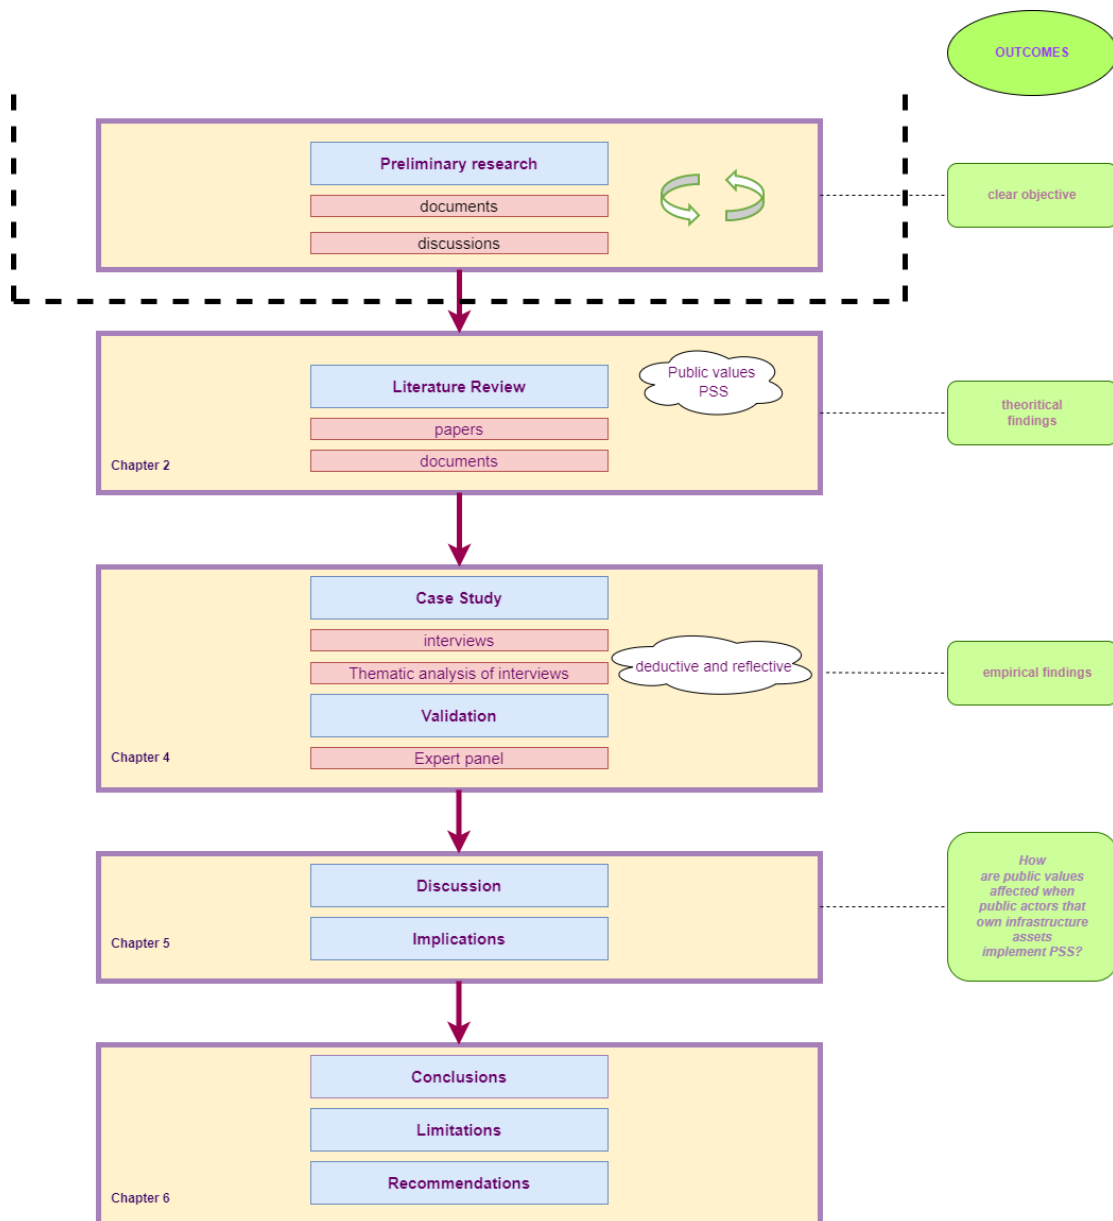 OUTCOMES
Preliminary research
documents
discussions
clear objective
Literature Review
papers
documents
Public values
PSS
Chapter 2
theoritical
findings
Case Study
interviews
Thematic analysis of interviews
deductive and reflective
Validation
Expert panel
Chapter 4
empirical findings
Discussion
Implications
Chapter 5
How
are public values
affected when
public actors that
own infrastructure
assets
implement PSS?
Conclusions
Limitations
Recommendations
Chapter 6